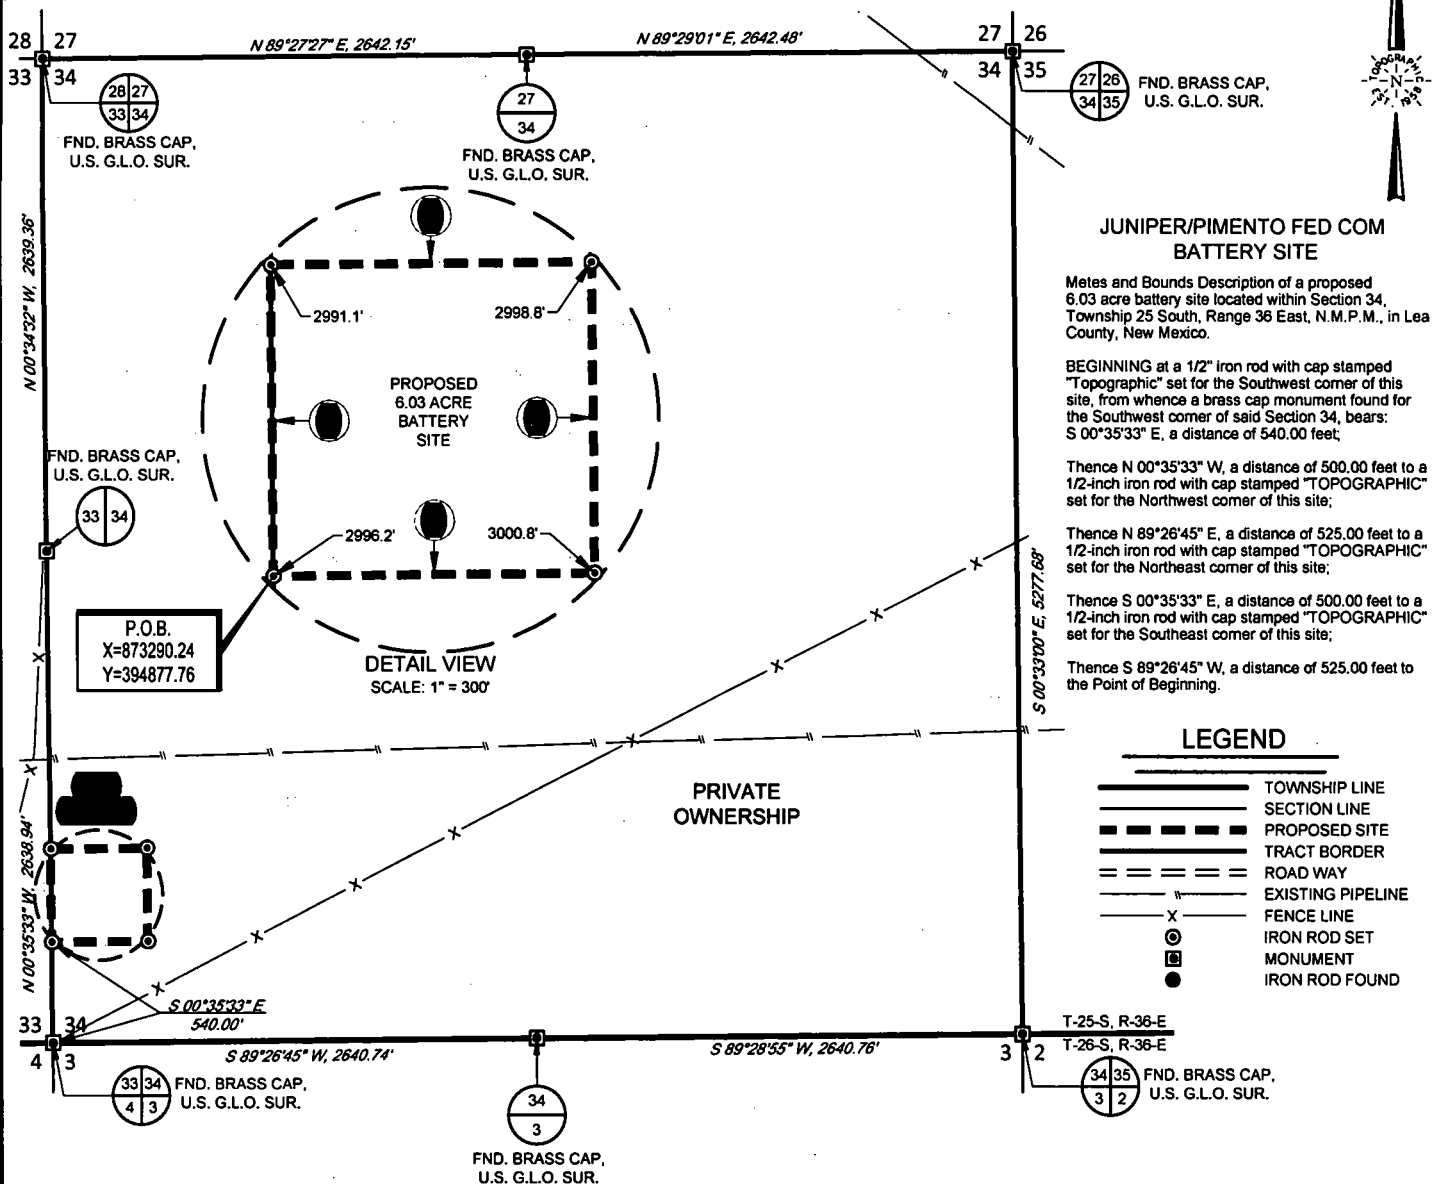 28 27
33 34
N 89°27'27" E, 2642.15'
N 89°29'01" E, 2642.48'
27 26
34 35
28 27
33 34
FND. BRASS CAP,
U.S. G.L.O. SUR.
27
34
FND. BRASS CAP,
U.S. G.L.O. SUR.
27 26
34 35
FND. BRASS CAP,
U.S. G.L.O. SUR.
TOPOGRAPHIC
N
EST. 1958
N 00°34'32" W, 2639.36'
2991.1'
2998.8'
PROPOSED
6.03 ACRE
BATTERY
SITE
2996.2'
3000.8'
FND. BRASS CAP,
U.S. G.L.O. SUR.
33 34
P.O.B.
X=873290.24
Y=394877.76
DETAIL VIEW
SCALE: 1" = 300'
S 00°33'00" E, 5277.68'
PRIVATE
OWNERSHIP
N 00°35'33" W, 2638.94'
S 00°35'33" E
540.00'
33 34
4 3
S 89°26'45" W, 2640.74'
S 89°28'55" W, 2640.76'
3 2
T-25-S, R-36-E
T-26-S, R-36-E
33 34
4 3
FND. BRASS CAP,
U.S. G.L.O. SUR.
34
3
FND. BRASS CAP,
U.S. G.L.O. SUR.
34 35
3 2
FND. BRASS CAP,
U.S. G.L.O. SUR.
JUNIPER/PIMENTO FED COM
BATTERY SITE
Metes and Bounds Description of a proposed
6.03 acre battery site located within Section 34,
Township 25 South, Range 36 East, N.M.P.M., in Lea
County, New Mexico.
BEGINNING at a 1/2" iron rod with cap stamped
"Topographic" set for the Southwest corner of this
site, from whence a brass cap monument found for
the Southwest corner of said Section 34, bears:
S 00°35'33" E, a distance of 540.00 feet;
Thence N 00°35'33" W, a distance of 500.00 feet to a
1/2-inch iron rod with cap stamped "TOPOGRAPHIC"
set for the Northwest corner of this site;
Thence N 89°26'45" E, a distance of 525.00 feet to a
1/2-inch iron rod with cap stamped "TOPOGRAPHIC"
set for the Northeast corner of this site;
Thence S 00°35'33" E, a distance of 500.00 feet to a
1/2-inch iron rod with cap stamped "TOPOGRAPHIC"
set for the Southeast corner of this site;
Thence S 89°26'45" W, a distance of 525.00 feet to
the Point of Beginning.
LEGEND
TOWNSHIP LINE
SECTION LINE
PROPOSED SITE
TRACT BORDER
ROAD WAY
EXISTING PIPELINE
X FENCE LINE
IRON ROD SET
MONUMENT
IRON ROD FOUND